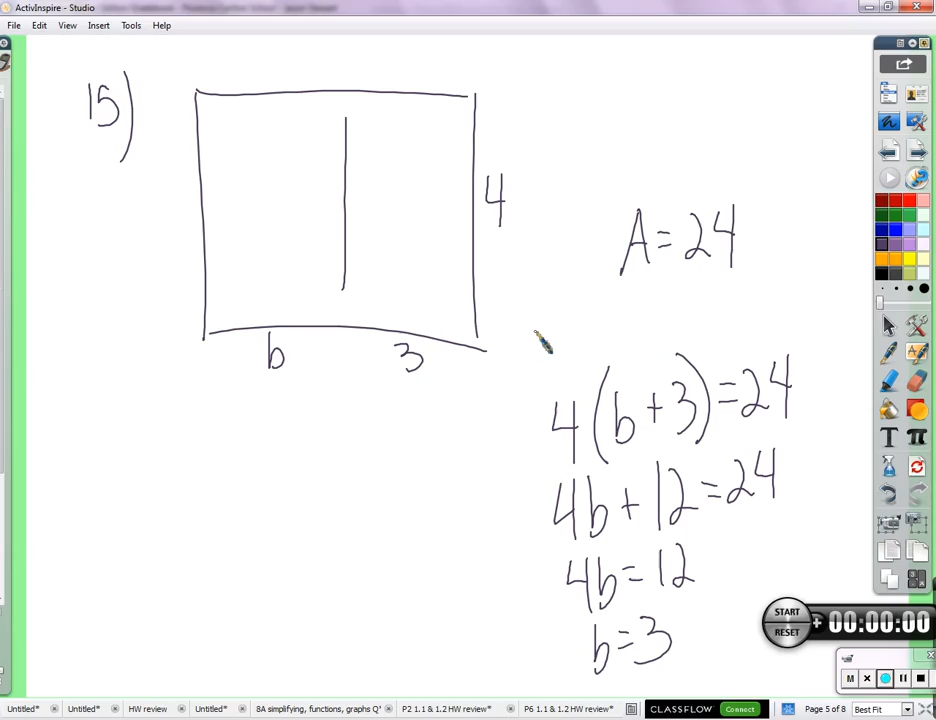 ActivInspire - Studio
File Edit View Insert Tools Help
15)
4
A=24
b 3
4(b+3)=24
4b+12=24
4b=12
b=3
START
RESET
00:00:00
M
Untitled* Untitled* HW review* Untitled* 8A simplifying, functions, graphs Q' P2 1.1 & 1.2 HW review* P6 1.1 & 1.2 HW review* CLASSFLOW Connect Page 5 of 8 Best Fit